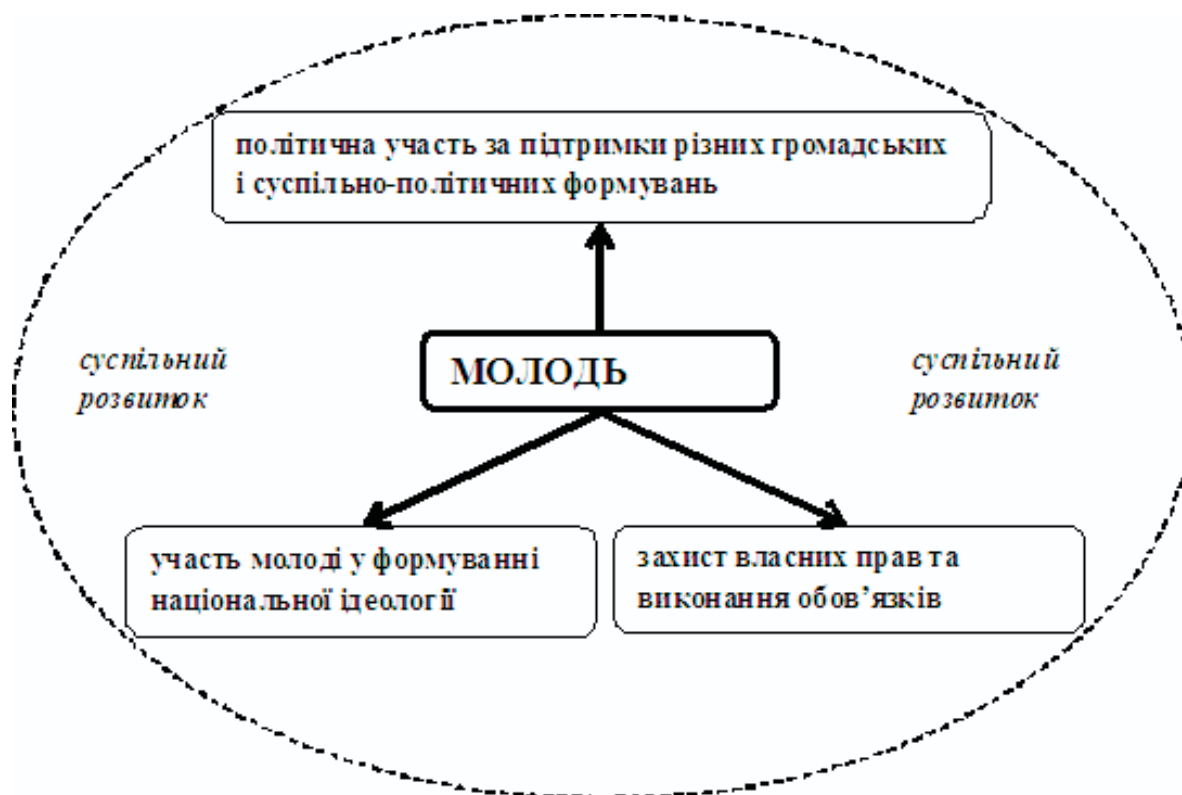 політична участь за підтримки різних громадських
і суспільно-політичних формувань
МОЛОДЬ
суспільний
розвиток
суспільний
розвиток
участь молоді у формуванні
національної ідеології
захист власних прав та
виконання обов’язків